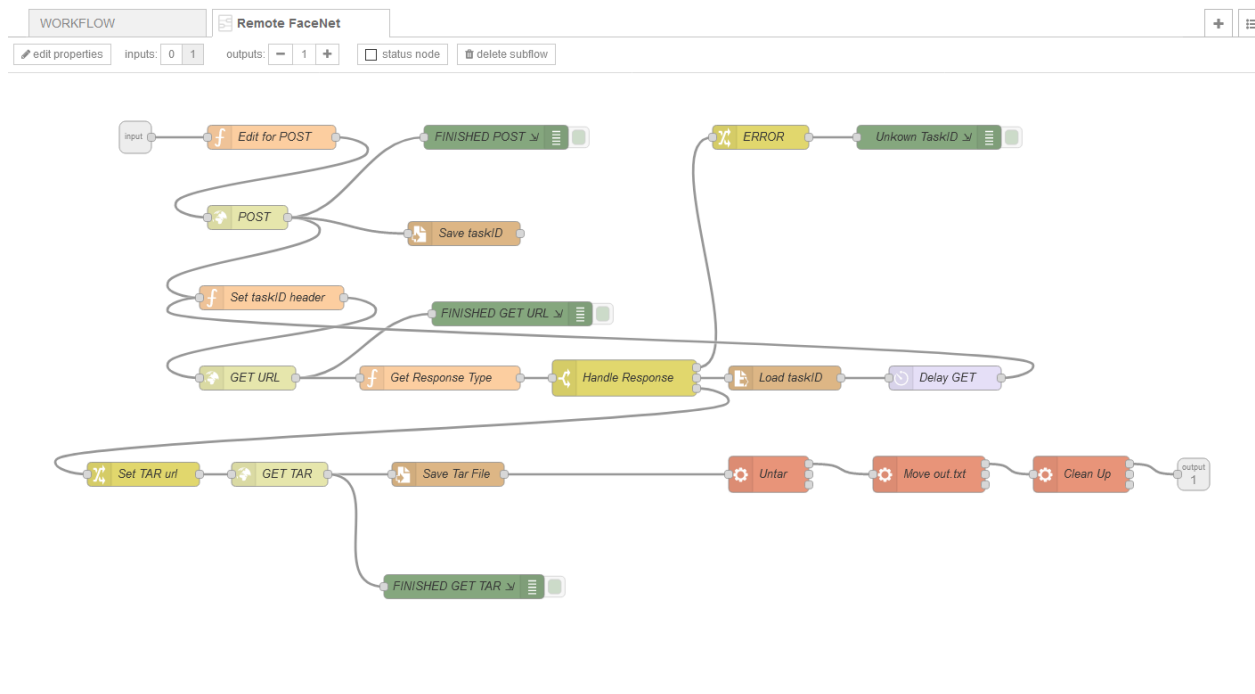 WORKFLOW
Remote FaceNet
edit properties
inputs: 0 1
outputs: 1
status node
delete subflow
input
Edit for POST
FINISHED POST
ERROR
Unkown TaskID
POST
Save taskID
Set taskID header
FINISHED GET URL
GET URL
Get Response Type
Handle Response
Load taskID
Delay GET
Set TAR url
GET TAR
Save Tar File
Untar
Move out.txt
Clean Up
output
1
FINISHED GET TAR